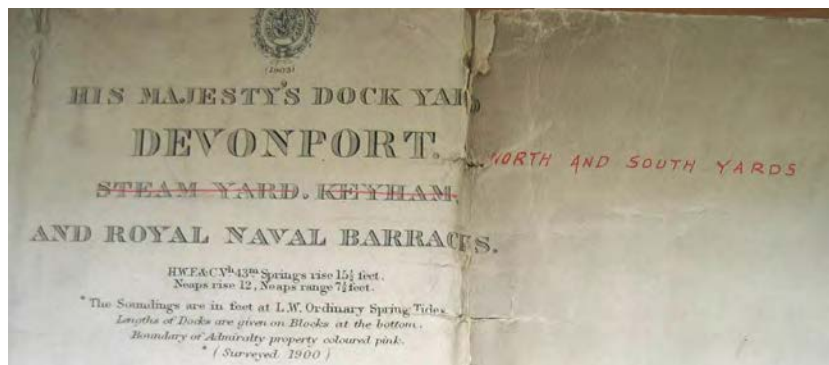 (1903)
HIS MAJESTY'S DOCK YARD
DEVONPORT. NORTH AND SOUTH YARDS
STEAM YARD. KEYHAM.
AND ROYAL NAVAL BARRACKS.
H.W.F.&C. Vh. 43m Springs rise 15½ feet.
Neaps rise 12, Neaps range 7½ feet.
* The Soundings are in feet at L.W. Ordinary Spring Tides.
Lengths of Docks are given on Blocks at the bottom.
Boundary of Admiralty property coloured pink.
* (Surveyed 1900)